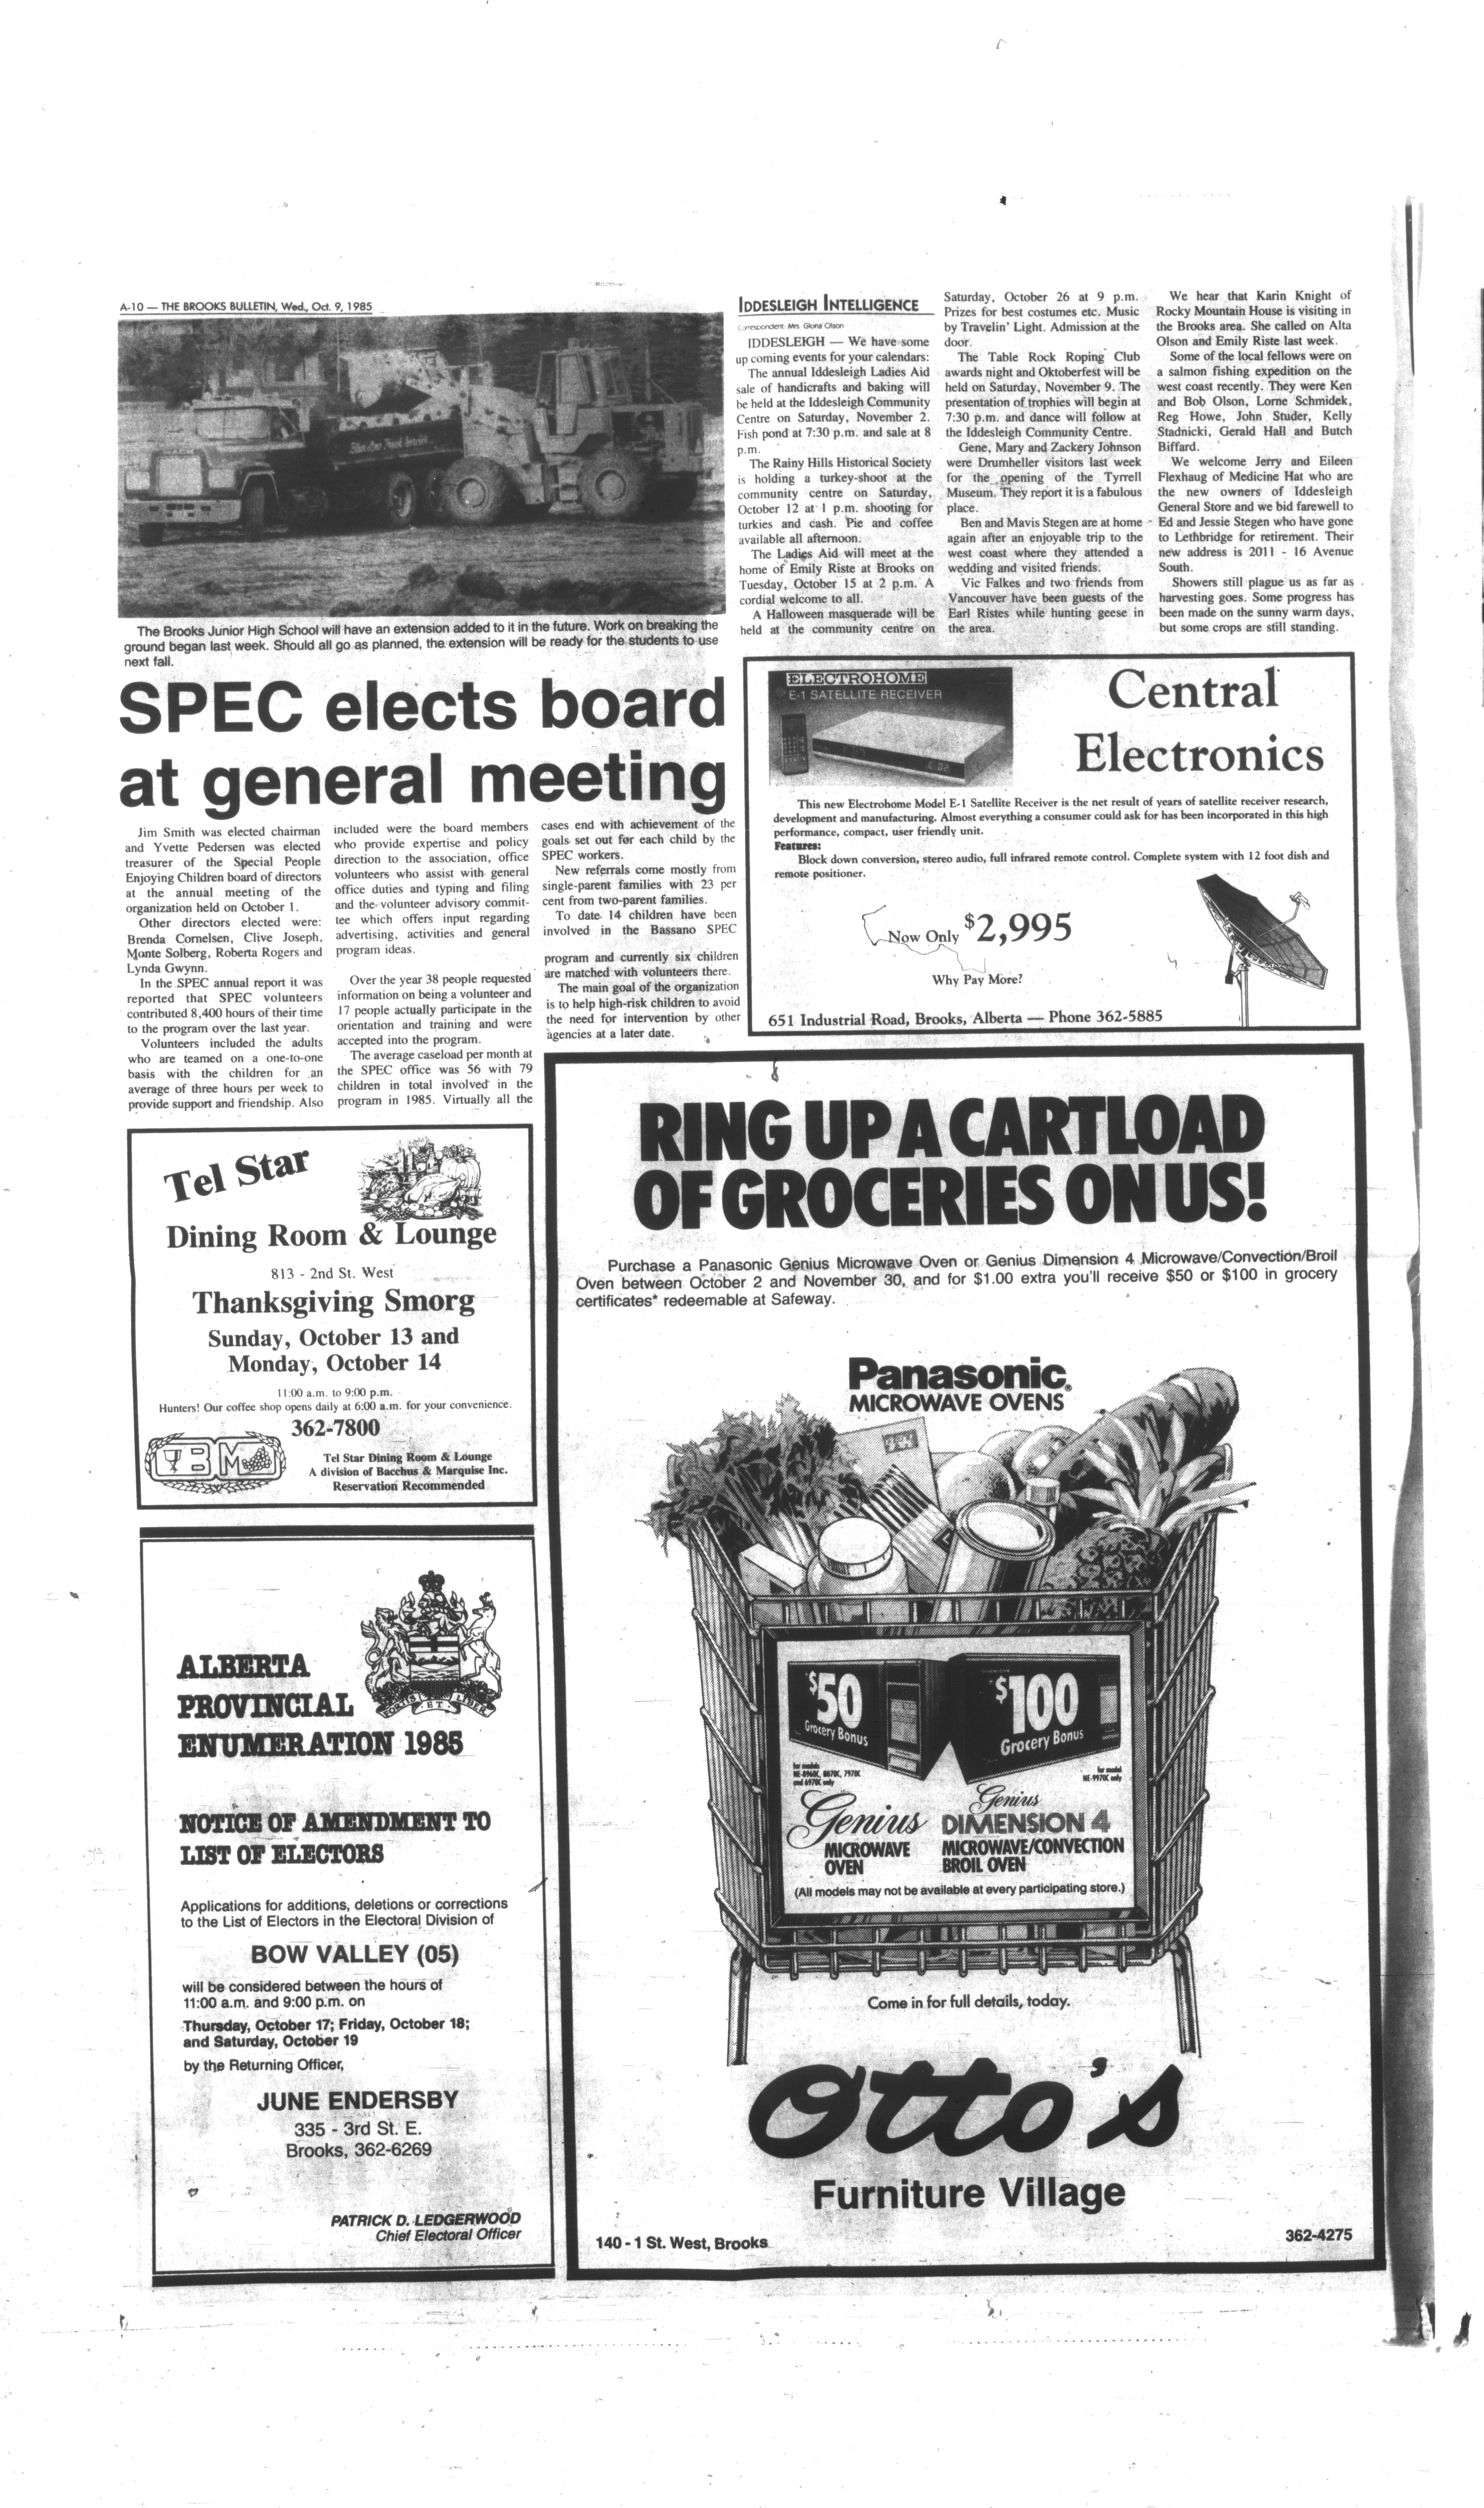 A-10 — THE BROOKS BULLETIN, Wed., Oct. 9, 1985
The Brooks Junior High School will have an extension added to it in the future. Work on breaking the
ground began last week. Should all go as planned, the extension will be ready for the students to use
next fall.
SPEC elects board
at general meeting
Jim Smith was elected chairman
and Yvette Pedersen was elected
treasurer of the Special People
Enjoying Children board of directors
at the annual meeting of the
organization held on October 1.
Other directors elected were:
Brenda Cornelsen, Clive Joseph,
Monte Solberg, Roberta Rogers and
Lynda Gwynn.
In the SPEC annual report it was
reported that SPEC volunteers
contributed 8,400 hours of their time
to the program over the last year.
Volunteers included the adults
who are teamed on a one-to-one
basis with the children for an
average of three hours per week to
provide support and friendship. Also
included were the board members
who provide expertise and policy
direction to the association, office
volunteers who assist with general
office duties and typing and filing
and the volunteer advisory commit-
tee which offers input regarding
advertising, activities and general
program ideas.
Over the year 38 people requested
information on being a volunteer and
17 people actually participate in the
orientation and training and were
accepted into the program.
The average caseload per month at
the SPEC office was 56 with 79
children in total involved in the
program in 1985. Virtually all the
cases end with achievement of the
goals set out for each child by the
SPEC workers.
New referrals come mostly from
single-parent families with 23 per
cent from two-parent families.
To date 14 children have been
involved in the Bassano SPEC
program and currently six children
are matched with volunteers there.
The main goal of the organization
is to help high-risk children to avoid
the need for intervention by other
agencies at a later date.
IDDESLEIGH INTELLIGENCE
Correspondent: Mrs. Gloria Olson
IDDESLEIGH — We have some
up coming events for your calendars:
The annual Iddesleigh Ladies Aid
sale of handicrafts and baking will
be held at the Iddesleigh Community
Centre on Saturday, November 2.
Fish pond at 7:30 p.m. and sale at 8
p.m.
The Rainy Hills Historical Society
is holding a turkey-shoot at the
community centre on Saturday,
October 12 at 1 p.m. shooting for
turkies and cash. Pie and coffee
available all afternoon.
The Ladies Aid will meet at the
home of Emily Riste at Brooks on
Tuesday, October 15 at 2 p.m. A
cordial welcome to all.
A Halloween masquerade will be
held at the community centre on
Saturday, October 26 at 9 p.m.
Prizes for best costumes etc. Music
by Travelin' Light. Admission at the
door.
The Table Rock Roping Club
awards night and Oktoberfest will be
held on Saturday, November 9. The
presentation of trophies will begin at
7:30 p.m. and dance will follow at
the Iddesleigh Community Centre.
Gene, Mary and Zackery Johnson
were Drumheller visitors last week
for the opening of the Tyrrell
Museum. They report it is a fabulous
place.
Ben and Mavis Stegen are at home
again after an enjoyable trip to the
west coast where they attended a
wedding and visited friends.
Vic Falkes and two friends from
Vancouver have been guests of the
Earl Ristes while hunting geese in
the area.
We hear that Karin Knight of
Rocky Mountain House is visiting in
the Brooks area. She called on Alta
Olson and Emily Riste last week.
Some of the local fellows were on
a salmon fishing expedition on the
west coast recently. They were Ken
and Bob Olson, Lorne Schmidek,
Reg Howe, John Studer, Kelly
Stadnicki, Gerald Hall and Butch
Biffard.
We welcome Jerry and Eileen
Flexhaug of Medicine Hat who are
the new owners of Iddesleigh
General Store and we bid farewell to
Ed and Jessie Stegen who have gone
to Lethbridge for retirement. Their
new address is 2011 - 16 Avenue
South.
Showers still plague us as far as
harvesting goes. Some progress has
been made on the sunny warm days,
but some crops are still standing.
ELECTROHOME
E-1 SATELLITE RECEIVER
Central
Electronics
This new Electrohome Model E-1 Satellite Receiver is the net result of years of satellite receiver research,
development and manufacturing. Almost everything a consumer could ask for has been incorporated in this high
performance, compact, user friendly unit.
Features:
Block down conversion, stereo audio, full infrared remote control. Complete system with 12 foot dish and
remote positioner.
Now Only $2,995
Why Pay More?
651 Industrial Road, Brooks, Alberta — Phone 362-5885
Tel Star
Dining Room & Lounge
813 - 2nd St. West
Thanksgiving Smorg
Sunday, October 13 and
Monday, October 14
11:00 a.m. to 9:00 p.m.
Hunters! Our coffee shop opens daily at 6:00 a.m. for your convenience.
362-7800
BM
Tel Star Dining Room & Lounge
A division of Bacchus & Marquise Inc.
Reservation Recommended
ALBERTA
PROVINCIAL
ENUMERATION 1985
FORTIS ET LIBER
NOTICE OF AMENDMENT TO
LIST OF ELECTORS
Applications for additions, deletions or corrections
to the List of Electors in the Electoral Division of
BOW VALLEY (05)
will be considered between the hours of
11:00 a.m. and 9:00 p.m. on
Thursday, October 17; Friday, October 18;
and Saturday, October 19
by the Returning Officer,
JUNE ENDERSBY
335 - 3rd St. E.
Brooks, 362-6269
PATRICK D. LEDGERWOOD
Chief Electoral Officer
RING UP A CARTLOAD
OF GROCERIES ON US!
Purchase a Panasonic Genius Microwave Oven or Genius Dimension 4 Microwave/Convection/Broil
Oven between October 2 and November 30, and for $1.00 extra you'll receive $50 or $100 in grocery
certificates* redeemable at Safeway.
Panasonic®
MICROWAVE OVENS
$50
Grocery Bonus
$100
Grocery Bonus
for models
NE-8960C, 8070C, 7970C
and 6970C only
for model
NE-9970C only
Genius
MICROWAVE
OVEN
Genius
DIMENSION 4
MICROWAVE/CONVECTION
BROIL OVEN
(All models may not be available at every participating store.)
Come in for full details, today.
Otto's
Furniture Village
140 - 1 St. West, Brooks
362-4275